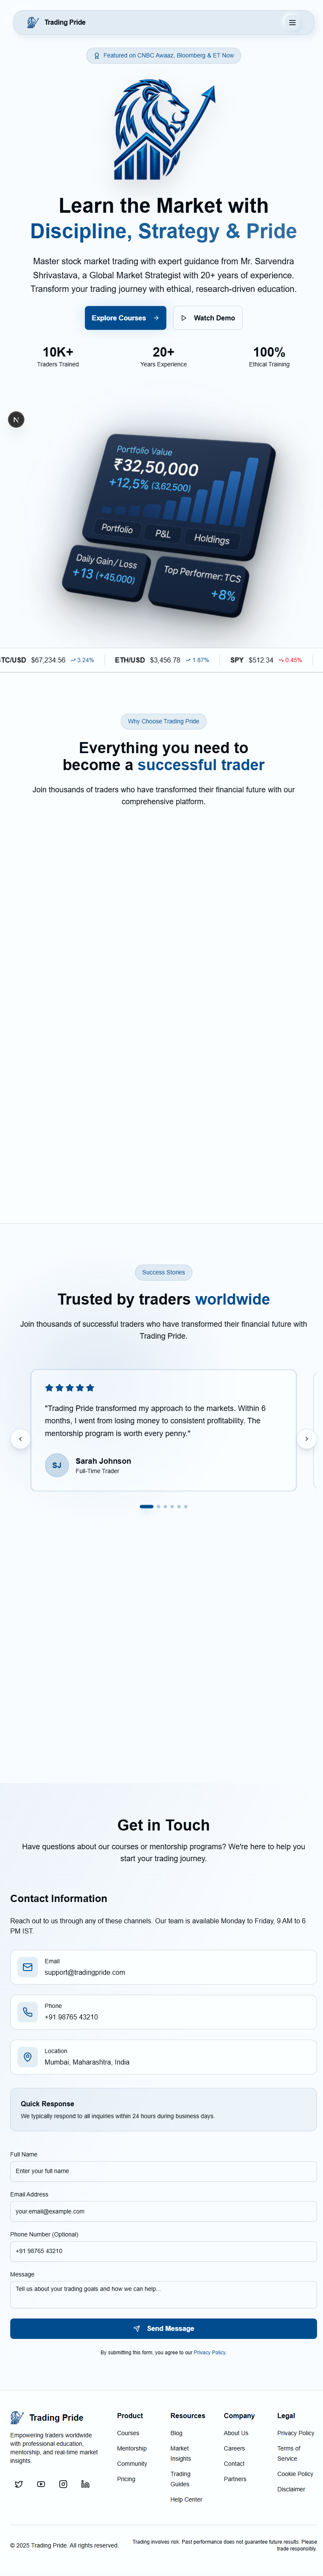 Trading Pride
Featured on CNBC Awaaz, Bloomberg & ET Now
Learn the Market with
Discipline, Strategy & Pride
Master stock market trading with expert guidance from Mr. Sarvendra
Shrivastava, a Global Market Strategist with 20+ years of experience.
Transform your trading journey with ethical, research-driven education.
Explore Courses
Watch Demo
10K+
20+
100%
Traders Trained
Years Experience
Ethical Training
N
Portfolio Value
₹32,50,000
+12,5% (3,62,500)
Portfolio
P&L
Holdings
Daily Gain / Loss
+13 (+45,000)
Top Performer: TCS
+8%
TC/USD $67,234.56 3.24% ETH/USD $3,456.78 1.87% SPY $512.34 0.45%
Why Choose Trading Pride
Everything you need to
become a successful trader
Join thousands of traders who have transformed their financial future with our
comprehensive platform.
Success Stories
Trusted by traders worldwide
Join thousands of successful traders who have transformed their financial future with
Trading Pride.
"Trading Pride transformed my approach to the markets. Within 6
months, I went from losing money to consistent profitability. The
mentorship program is worth every penny."
SJ
Sarah Johnson
Full-Time Trader
Get in Touch
Have questions about our courses or mentorship programs? We're here to help you
start your trading journey.
Contact Information
Reach out to us through any of these channels. Our team is available Monday to Friday, 9 AM to 6
PM IST.
Email
support@tradingpride.com
Phone
+91 98765 43210
Location
Mumbai, Maharashtra, India
Quick Response
We typically respond to all inquiries within 24 hours during business days.
Full Name
Enter your full name
Email Address
your.email@example.com
Phone Number (Optional)
+91 98765 43210
Message
Tell us about your trading goals and how we can help...
Send Message
By submitting this form, you agree to our Privacy Policy.
Trading Pride
Empowering traders worldwide
with professional education,
mentorship, and real-time market
insights.
Product
Courses
Mentorship
Community
Pricing
Resources
Blog
Market
Insights
Trading
Guides
Help Center
Company
About Us
Careers
Contact
Partners
Legal
Privacy Policy
Terms of
Service
Cookie Policy
Disclaimer
© 2025 Trading Pride. All rights reserved.
Trading involves risk. Past performance does not guarantee future results. Please
trade responsibly.